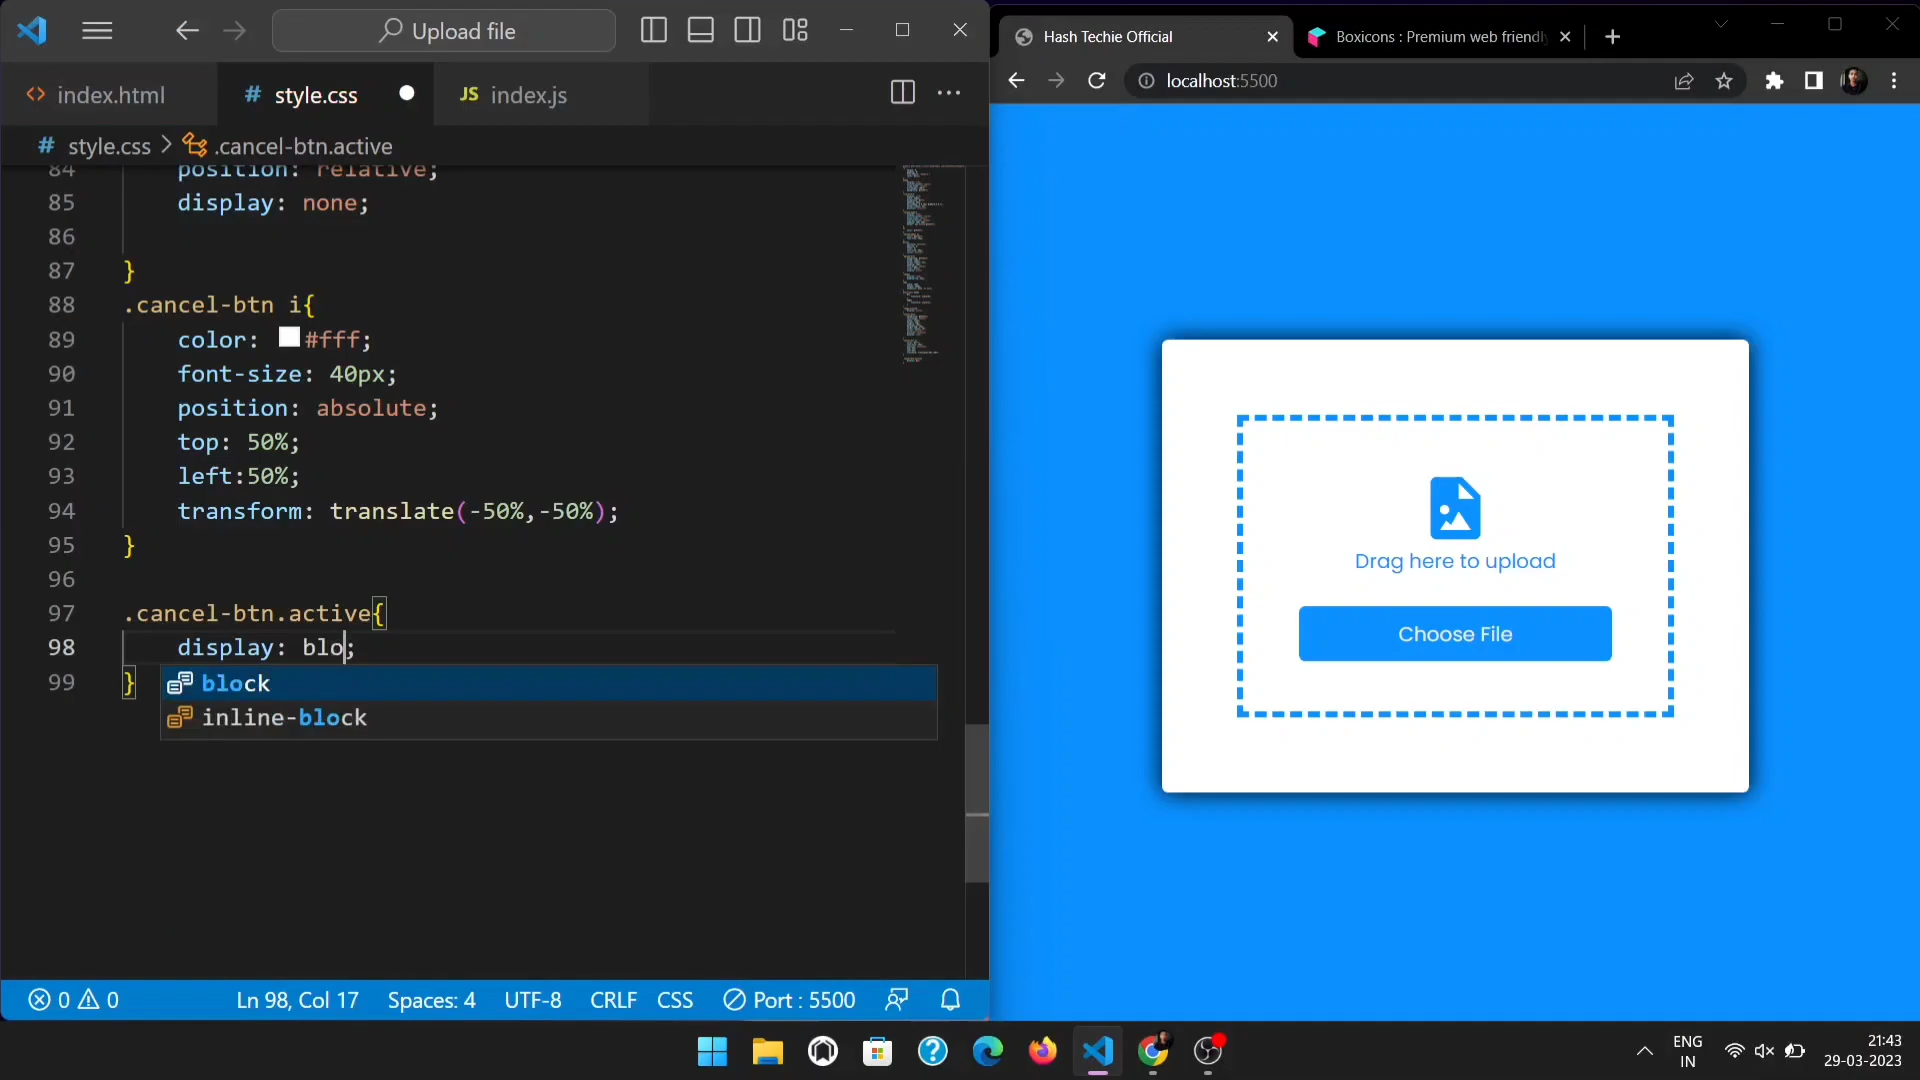 Upload file
index.html
# style.css
JS index.js
# style.css > .cancel-btn.active
84 position: relative;
85 display: none;
86
87 }
88 .cancel-btn i{
89 color: #fff;
90 font-size: 40px;
91 position: absolute;
92 top: 50%;
93 left:50%;
94 transform: translate(-50%,-50%);
95 }
96
97 .cancel-btn.active{
98 display: blo;
99 }
block
inline-block
0 0 Ln 98, Col 17 Spaces: 4 UTF-8 CRLF CSS Port : 5500
Hash Techie Official
Boxicons : Premium web friendl
localhost:5500
Drag here to upload
Choose File
ENG
IN
21:43
29-03-2023